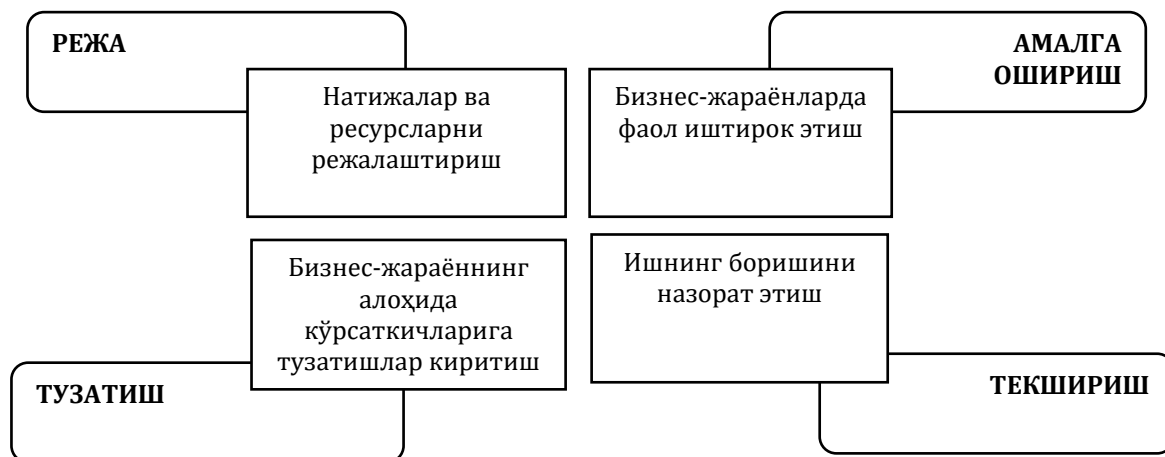 РЕЖА
Натижалар ва
ресурсларни
режалаштириш
АМАЛГА
ОШИРИШ
Бизнес-жараёнларда
фаол иштирок этиш
Бизнес-жараённинг
алоҳида
кўрсаткичларига
тузатишлар киритиш
ТУЗАТИШ
Ишнинг боришини
назорат этиш
ТЕКШИРИШ